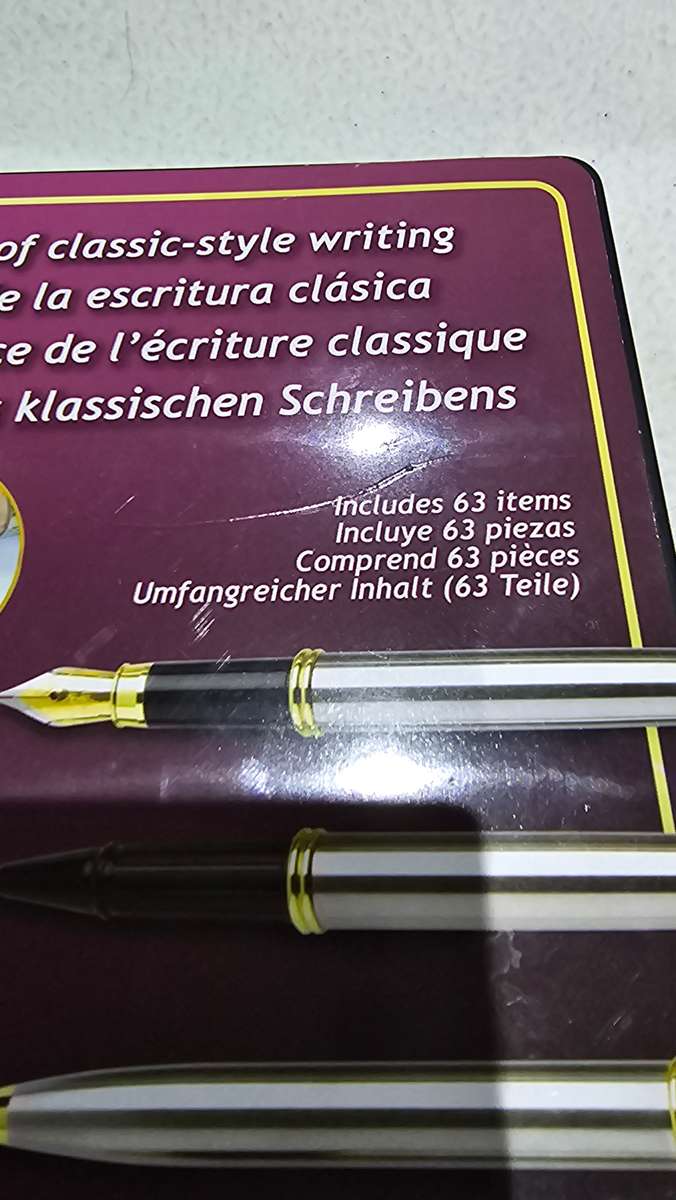 of classic-style writing
la escritura clásica
de l'écriture classique
klassischen Schreibens
Includes 63 items
Incluye 63 piezas
Comprend 63 pièces
Umfangreicher Inhalt (63 Teile)